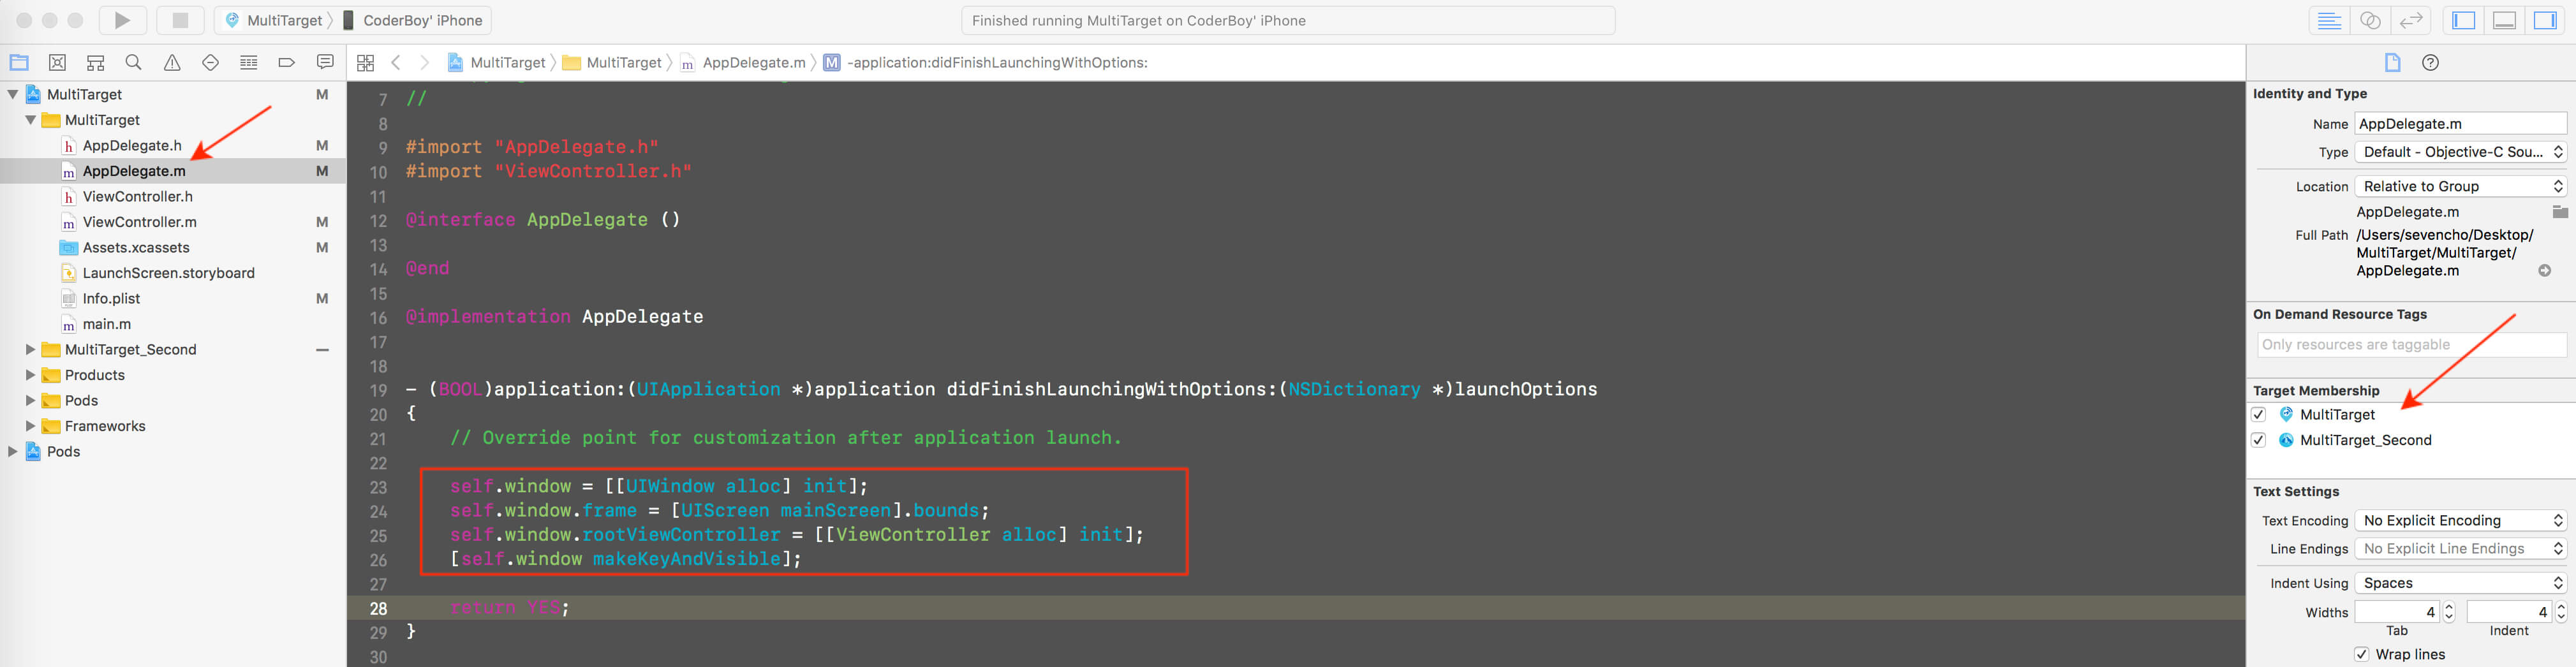 MultiTarget CoderBoy' iPhone
Finished running MultiTarget on CoderBoy' iPhone
MultiTarget MultiTarget m AppDelegate.m M -application:didFinishLaunchingWithOptions:
MultiTarget M
MultiTarget
h AppDelegate.h M
m AppDelegate.m M
h ViewController.h
m ViewController.m M
Assets.xcassets M
LaunchScreen.storyboard
Info.plist M
m main.m
MultiTarget_Second
Products
Pods
Frameworks
Pods
7 //
8
9 #import "AppDelegate.h"
10 #import "ViewController.h"
11
12 @interface AppDelegate ()
13
14 @end
15
16 @implementation AppDelegate
17
18
19 - (BOOL)application:(UIApplication *)application didFinishLaunchingWithOptions:(NSDictionary *)launchOptions
20 {
21 // Override point for customization after application launch.
22
23 self.window = [[UIWindow alloc] init];
24 self.window.frame = [UIScreen mainScreen].bounds;
25 self.window.rootViewController = [[ViewController alloc] init];
26 [self.window makeKeyAndVisible];
27
28 return YES;
29 }
30
Identity and Type
Name AppDelegate.m
Type Default - Objective-C Sou...
Location Relative to Group
AppDelegate.m
Full Path /Users/sevencho/Desktop/
MultiTarget/MultiTarget/
AppDelegate.m
On Demand Resource Tags
Only resources are taggable
Target Membership
MultiTarget
MultiTarget_Second
Text Settings
Text Encoding No Explicit Encoding
Line Endings No Explicit Line Endings
Indent Using Spaces
Widths 4 4
Tab Indent
Wrap lines